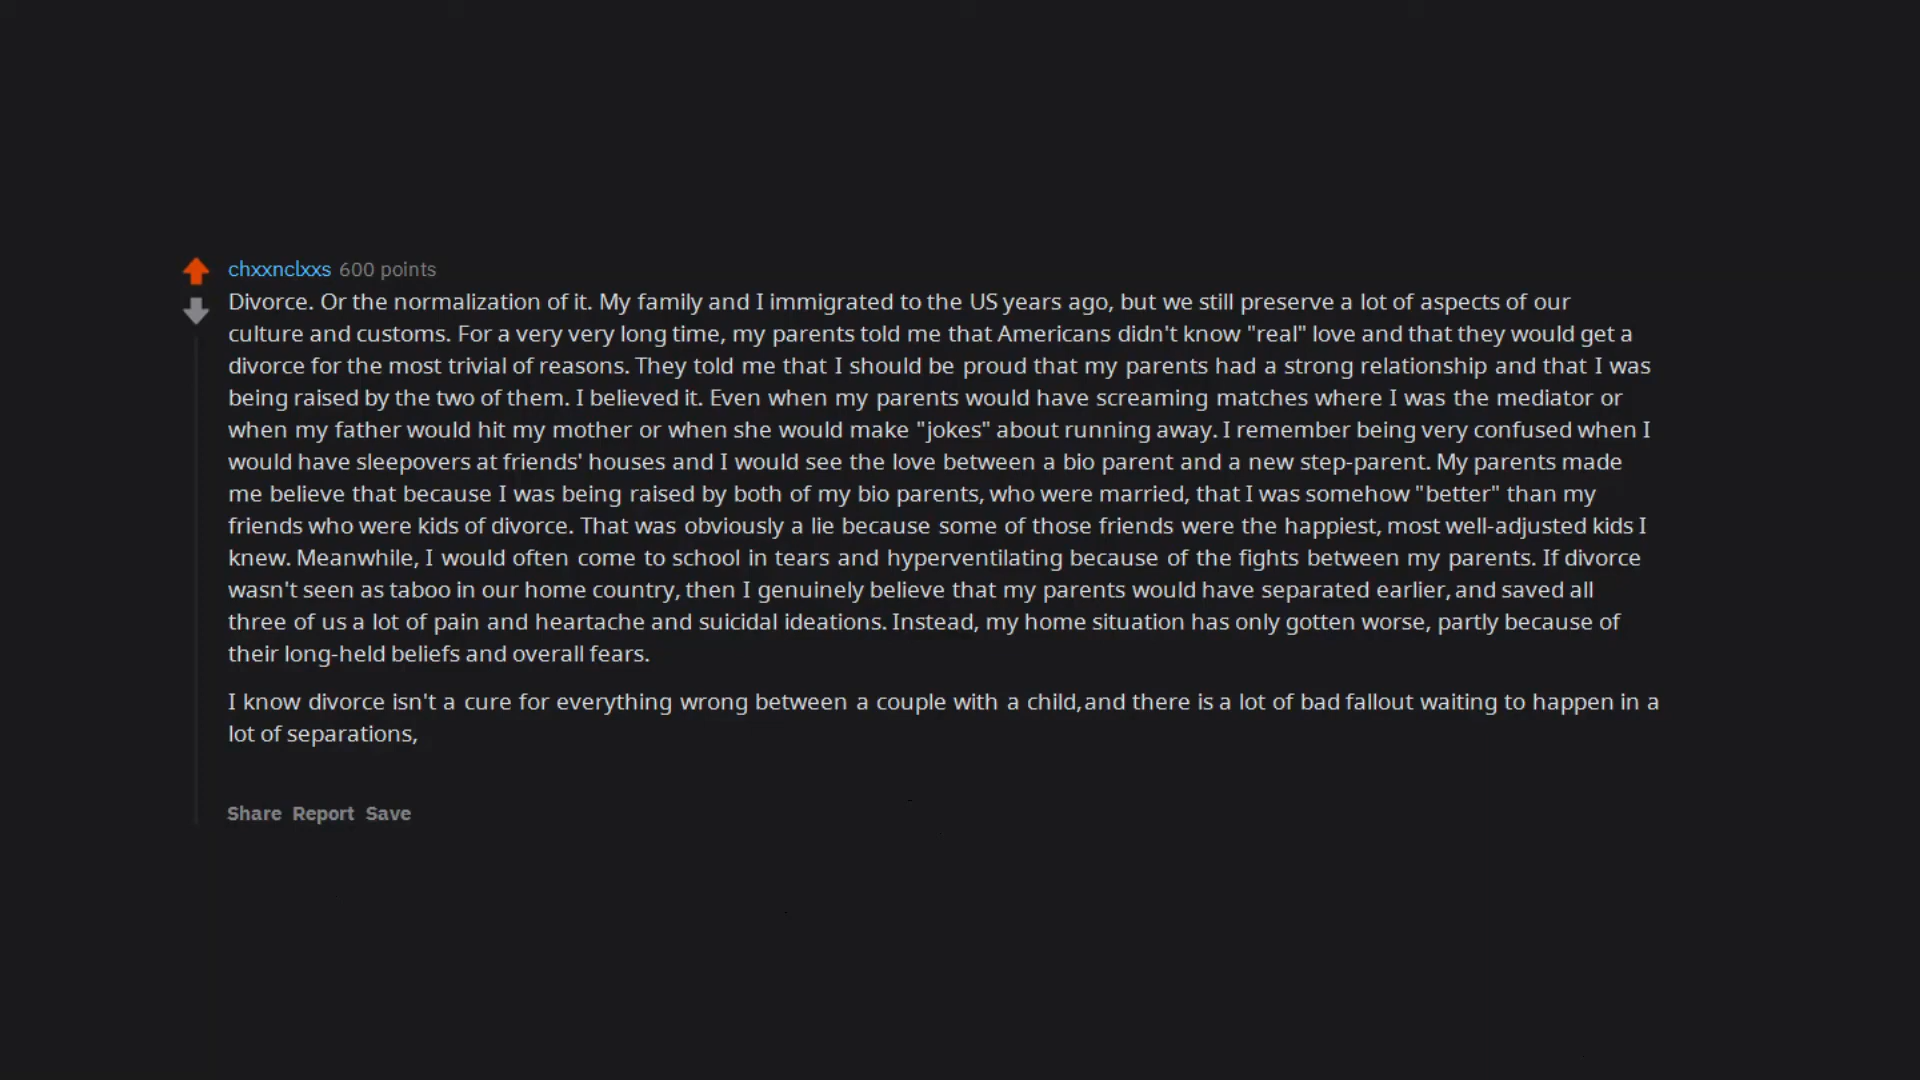 chxxnclxxs 600 points
Divorce. Or the normalization of it. My family and I immigrated to the US years ago, but we still preserve a lot of aspects of our
culture and customs. For a very very long time, my parents told me that Americans didn't know "real" love and that they would get a
divorce for the most trivial of reasons. They told me that I should be proud that my parents had a strong relationship and that I was
being raised by the two of them. I believed it. Even when my parents would have screaming matches where I was the mediator or
when my father would hit my mother or when she would make "jokes" about running away. I remember being very confused when I
would have sleepovers at friends' houses and I would see the love between a bio parent and a new step-parent. My parents made
me believe that because I was being raised by both of my bio parents, who were married, that I was somehow "better" than my
friends who were kids of divorce. That was obviously a lie because some of those friends were the happiest, most well-adjusted kids I
knew. Meanwhile, I would often come to school in tears and hyperventilating because of the fights between my parents. If divorce
wasn't seen as taboo in our home country, then I genuinely believe that my parents would have separated earlier, and saved all
three of us a lot of pain and heartache and suicidal ideations. Instead, my home situation has only gotten worse, partly because of
their long-held beliefs and overall fears.
I know divorce isn't a cure for everything wrong between a couple with a child, and there is a lot of bad fallout waiting to happen in a
lot of separations,
Share Report Save